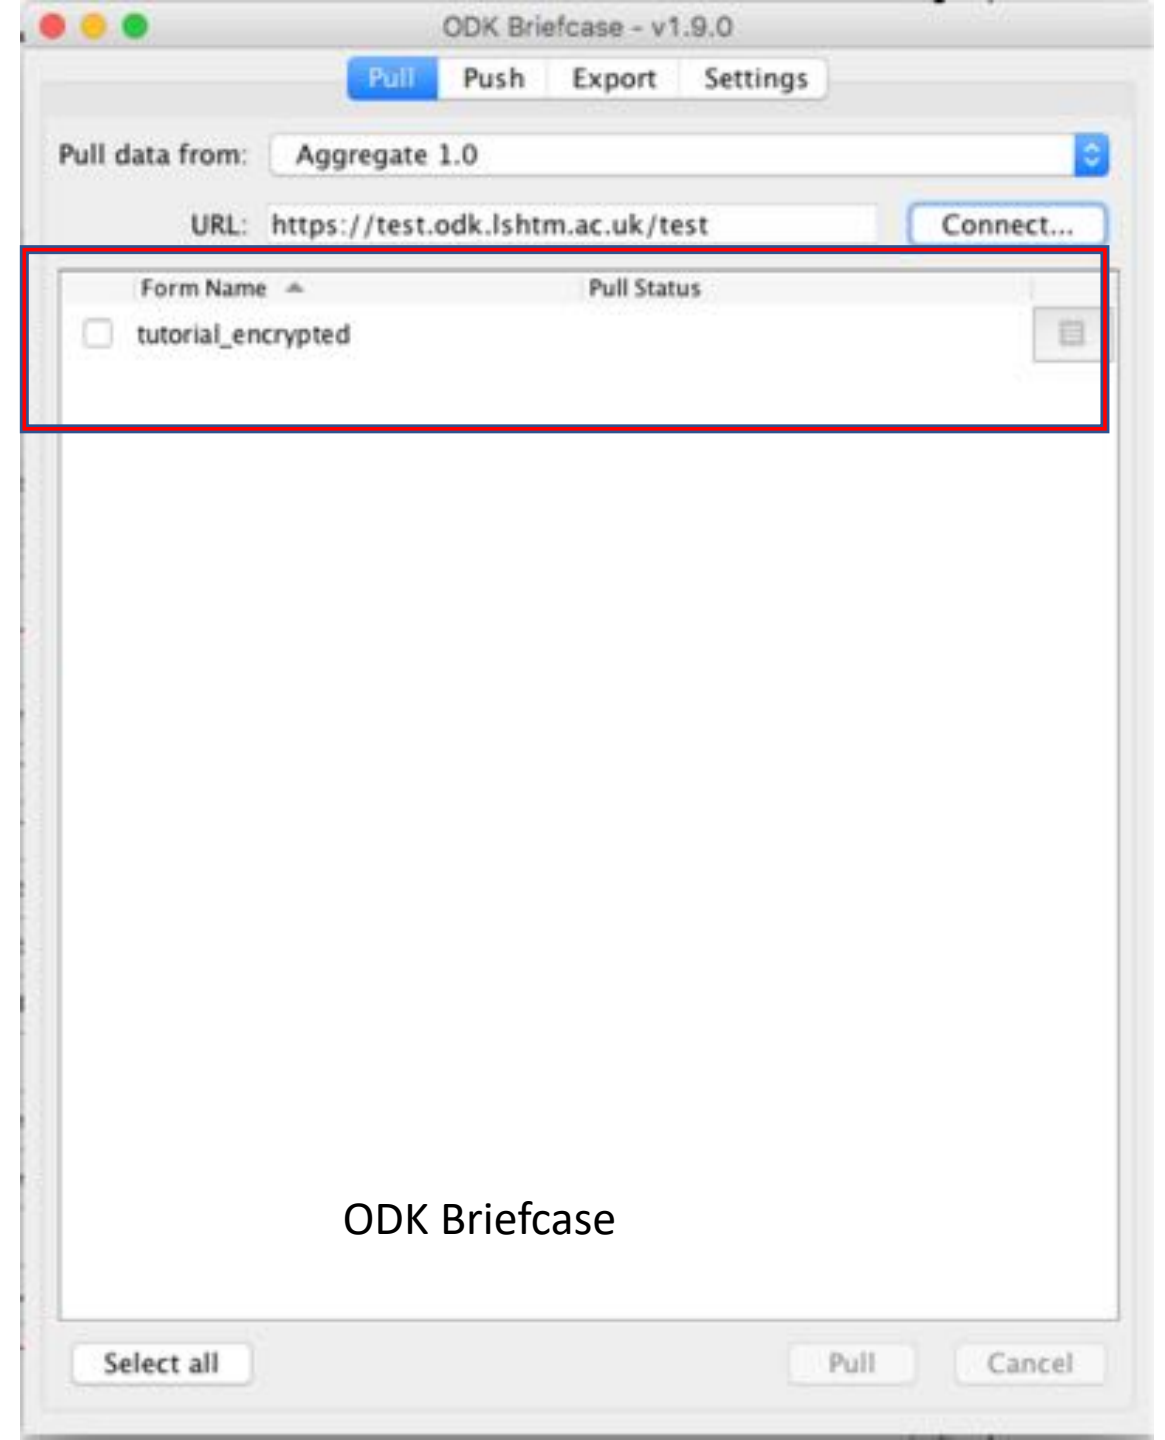 ODK Briefcase - v1.9.0
Pull Push Export Settings
Pull data from: Aggregate 1.0
URL: https://test.odk.lshtm.ac.uk/test Connect...
Form Name Pull Status
tutorial_encrypted
ODK Briefcase
Select all Pull Cancel